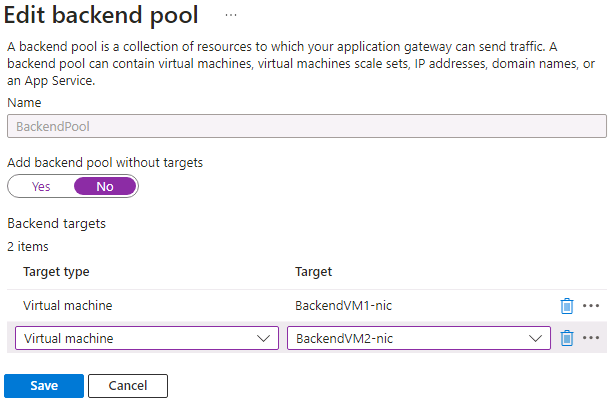 Edit backend pool ...
A backend pool is a collection of resources to which your application gateway can send traffic. A
backend pool can contain virtual machines, virtual machines scale sets, IP addresses, domain names, or
an App Service.
Name
BackendPool
Add backend pool without targets
Yes No
Backend targets
2 items
Target type Target
Virtual machine BackendVM1-nic
Virtual machine BackendVM2-nic
Save Cancel